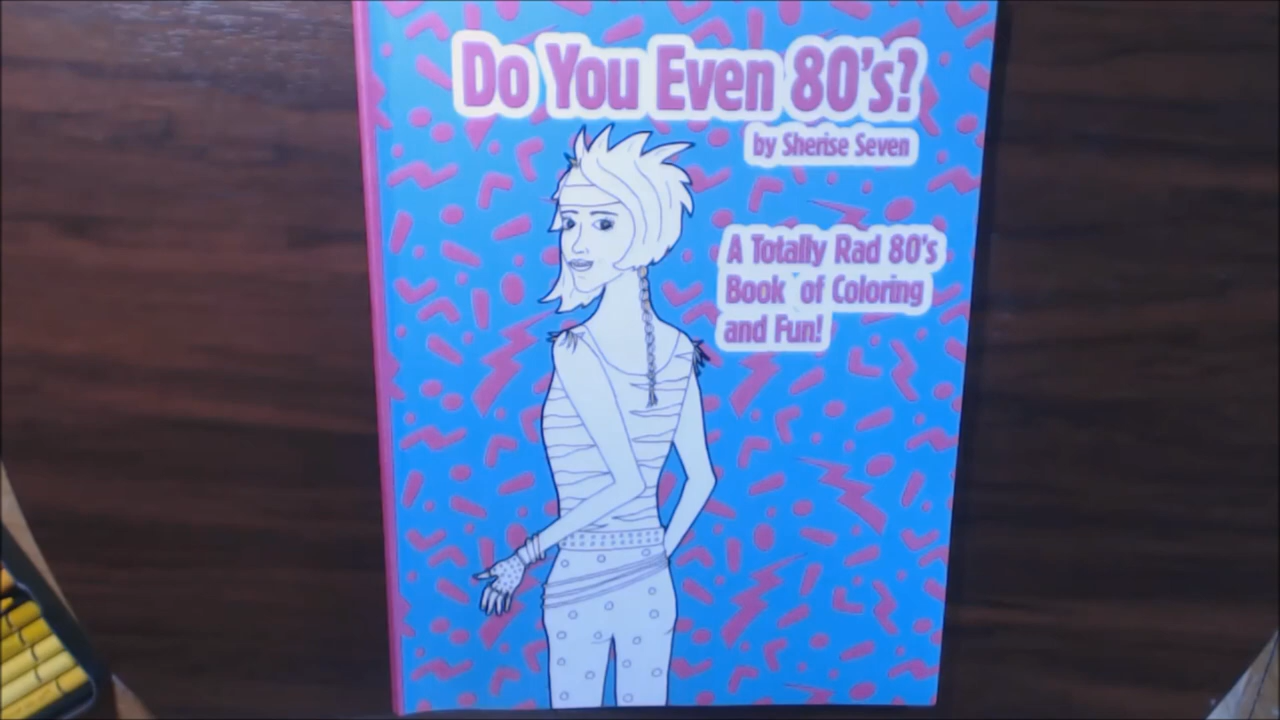 Do You Even 80's?
by Sherise Seven
A Totally Rad 80's
Book of Coloring
and Fun!